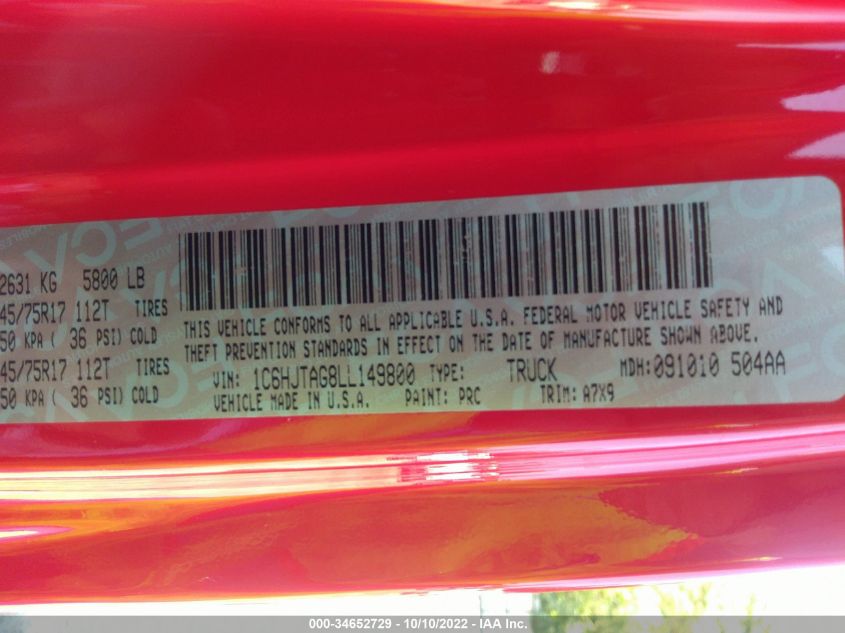 2631 KG 5800 LB
45/75R17 112T TIRES
50 KPA ( 36 PSI) COLD
45/75R17 112T TIRES
50 KPA ( 36 PSI) COLD
THIS VEHICLE CONFORMS TO ALL APPLICABLE U.S.A. FEDERAL MOTOR VEHICLE SAFETY AND
THEFT PREVENTION STANDARDS IN EFFECT ON THE DATE OF MANUFACTURE SHOWN ABOVE.
VIN: 1C6HJTAG8LL149800 TYPE: TRUCK MDH:091010 504AA
VEHICLE MADE IN U.S.A. PAINT: PRC TRIM: A7X9
000-34652729 - 10/10/2022 - IAA Inc.